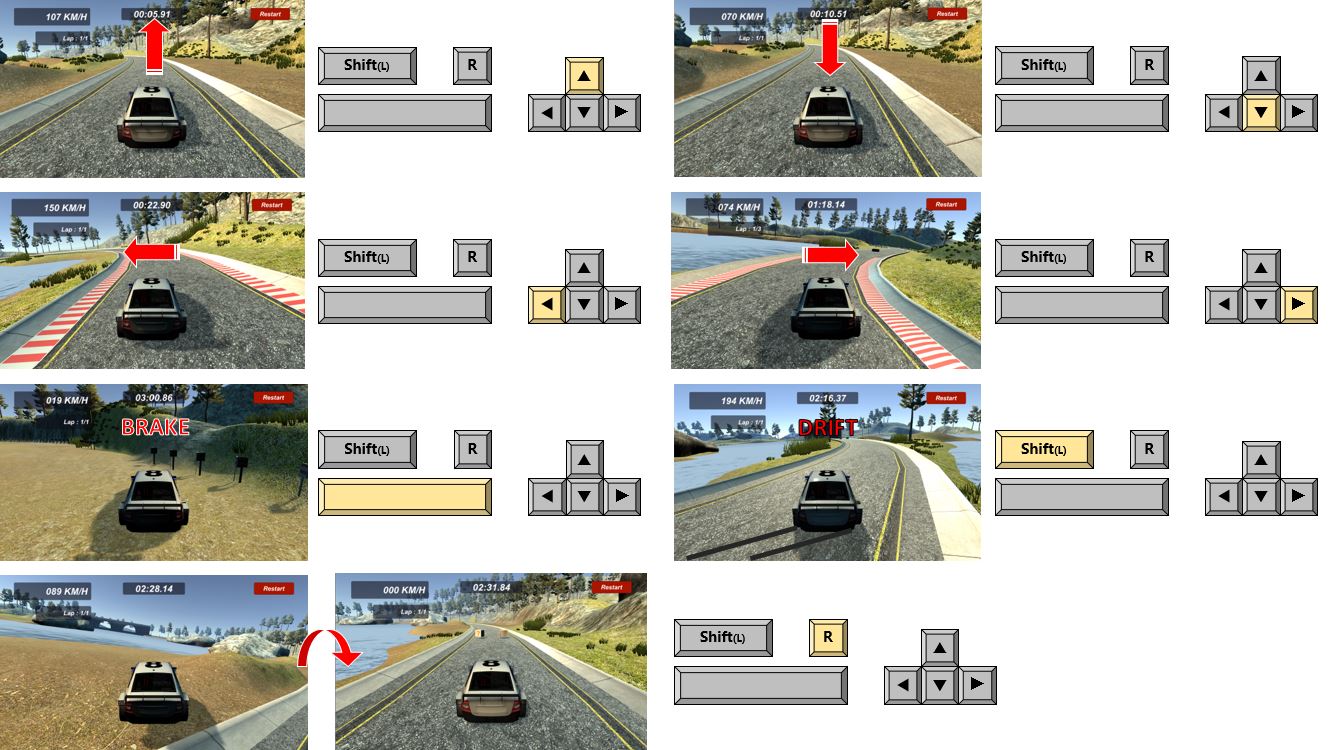 107 KM/H 00:05.91 Restart
Lap : 1/1
Shift(L) R
▲
◀ ▼ ▶
070 KM/H 00:10.51 Restart
Lap : 1/1
Shift(L) R
▲
◀ ▼ ▶
150 KM/H 00:22.90 Restart
Lap : 1/1
Shift(L) R
▲
◀ ▼ ▶
074 KM/H 01:18.14 Restart
Lap : 1/3
Shift(L) R
▲
◀ ▼ ▶
019 KM/H 03:00.86 Restart
Lap : 1/1
BRAKE
8
Shift(L) R
▲
◀ ▼ ▶
194 KM/H 02:16.37 Restart
Lap : 1/1
DRIFT
8
Shift(L) R
▲
◀ ▼ ▶
089 KM/H 02:28.14 Restart
Lap : 1/1
000 KM/H 02:31.84 Restart
Lap : 1/1
8
Shift(L) R
▲
◀ ▼ ▶